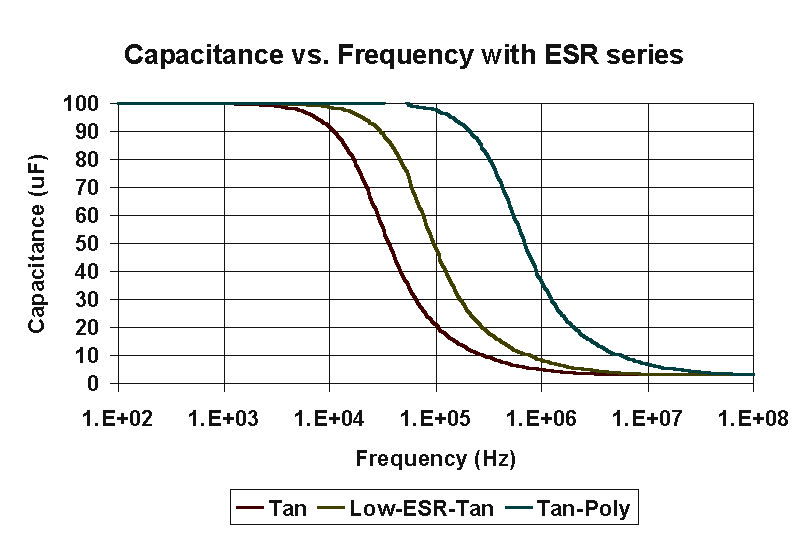 Capacitance vs. Frequency with ESR series
100
90
80
70
60
50
40
30
20
10
0
Capacitance (uF)
1.E+02 1.E+03 1.E+04 1.E+05 1.E+06 1.E+07 1.E+08
Frequency (Hz)
Tan Low-ESR-Tan Tan-Poly